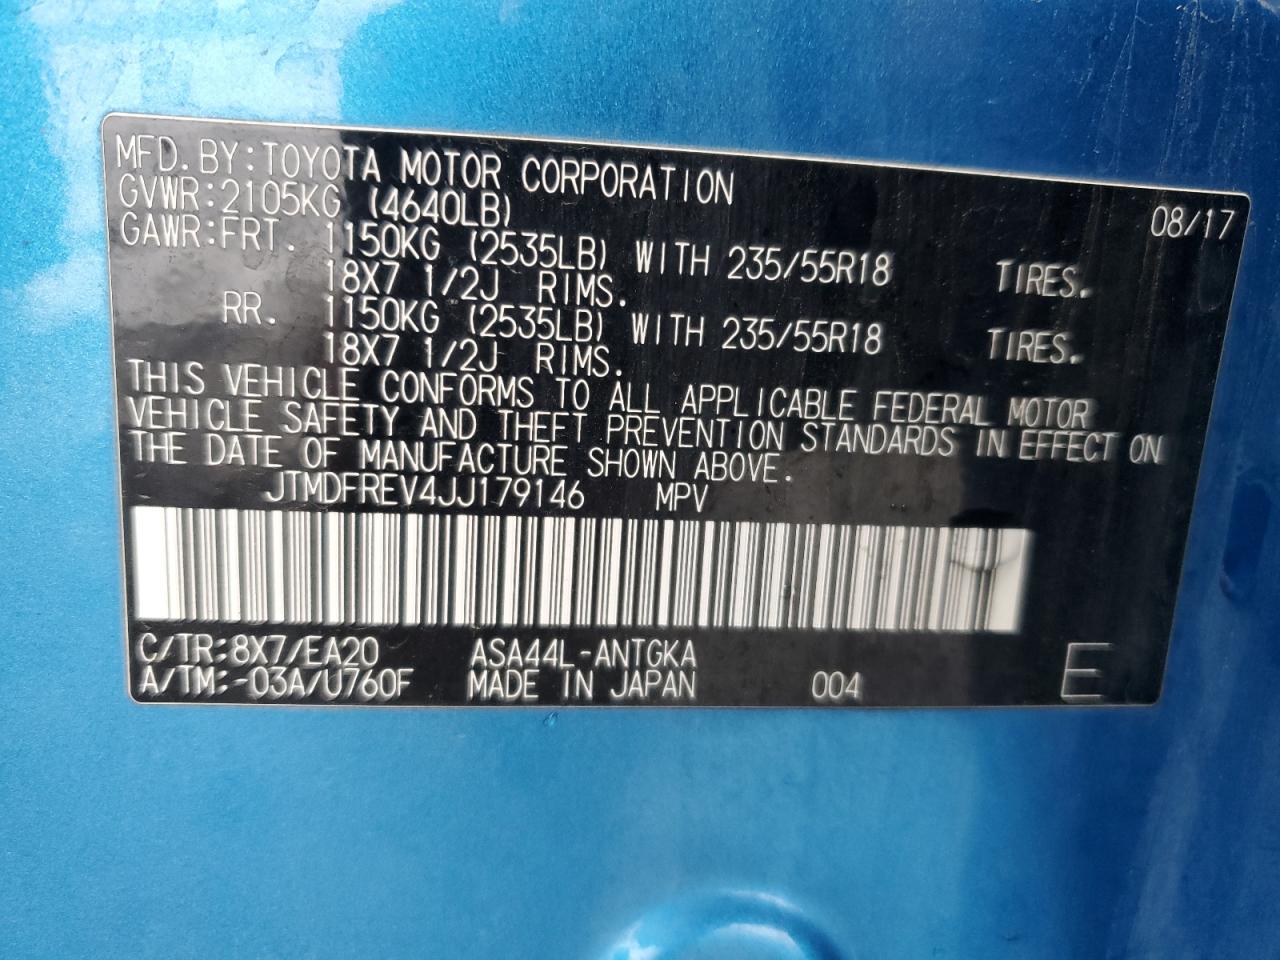 MFD. BY: TOYOTA MOTOR CORPORATION 08/17
GVWR: 2105KG (4640LB)
GAWR: FRT. 1150KG (2535LB) WITH 235/55R18 TIRES.
18X7 1/2J RIMS.
RR. 1150KG (2535LB) WITH 235/55R18 TIRES.
18X7 1/2J RIMS.
THIS VEHICLE CONFORMS TO ALL APPLICABLE FEDERAL MOTOR
VEHICLE SAFETY AND THEFT PREVENTION STANDARDS IN EFFECT ON
THE DATE OF MANUFACTURE SHOWN ABOVE.
JTMDFREV4JJ179146 MPV
C/TR: 8X7/EA20 ASA44L-ANTGKA
A/TM: -03A/U760F MADE IN JAPAN 004 E